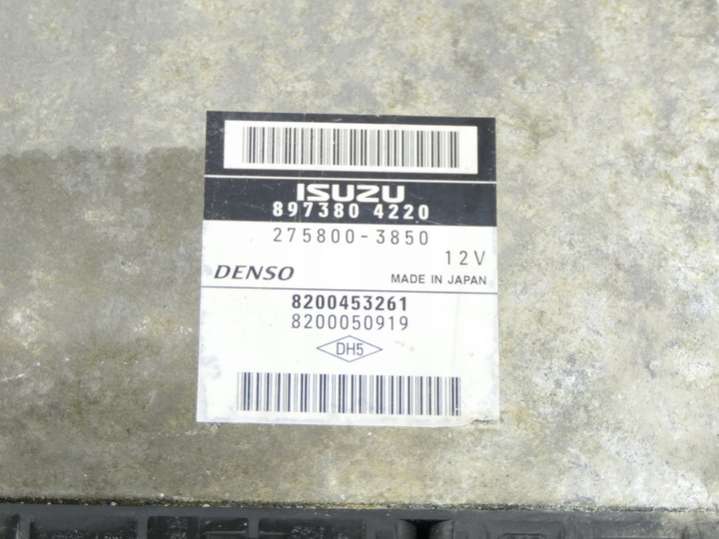 ISUZU
897380 4220
275800-3850
12V
DENSO MADE IN JAPAN
8200453261
8200050919
DH5